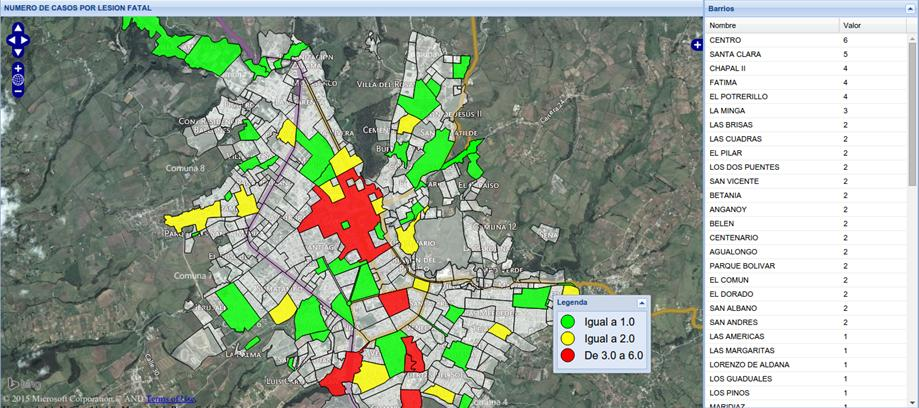 NUMERO DE CASOS POR LESION FATAL
Barrios
Nombre Valor
CENTRO 6
SANTA CLARA 5
CHAPAL II 4
FATIMA 4
EL POTRERILLO 4
LA MINGA 3
LAS BRISAS 2
LAS CUADRAS 2
EL PILAR 2
LOS DOS PUENTES 2
SAN VICENTE 2
BETANIA 2
ANGANOY 2
BELEN 2
CENTENARIO 2
AGUALONGO 2
PARQUE BOLIVAR 2
EL COMUN 2
EL DORADO 2
SAN ALBANO 2
SAN ANDRES 2
LAS AMERICAS 1
LAS MARGARITAS 1
LORENZO DE ALDANA 1
LOS GUADUALES 1
LOS PINOS 1
MARIDIAZ 1
VILLA DEL
Comuna 8
Comuna 12
Comuna 7
Comuna 4
Legenda
Igual a 1.0
Igual a 2.0
De 3.0 a 6.0
bing
© 2015 Microsoft Corporation © AND Terms of Use